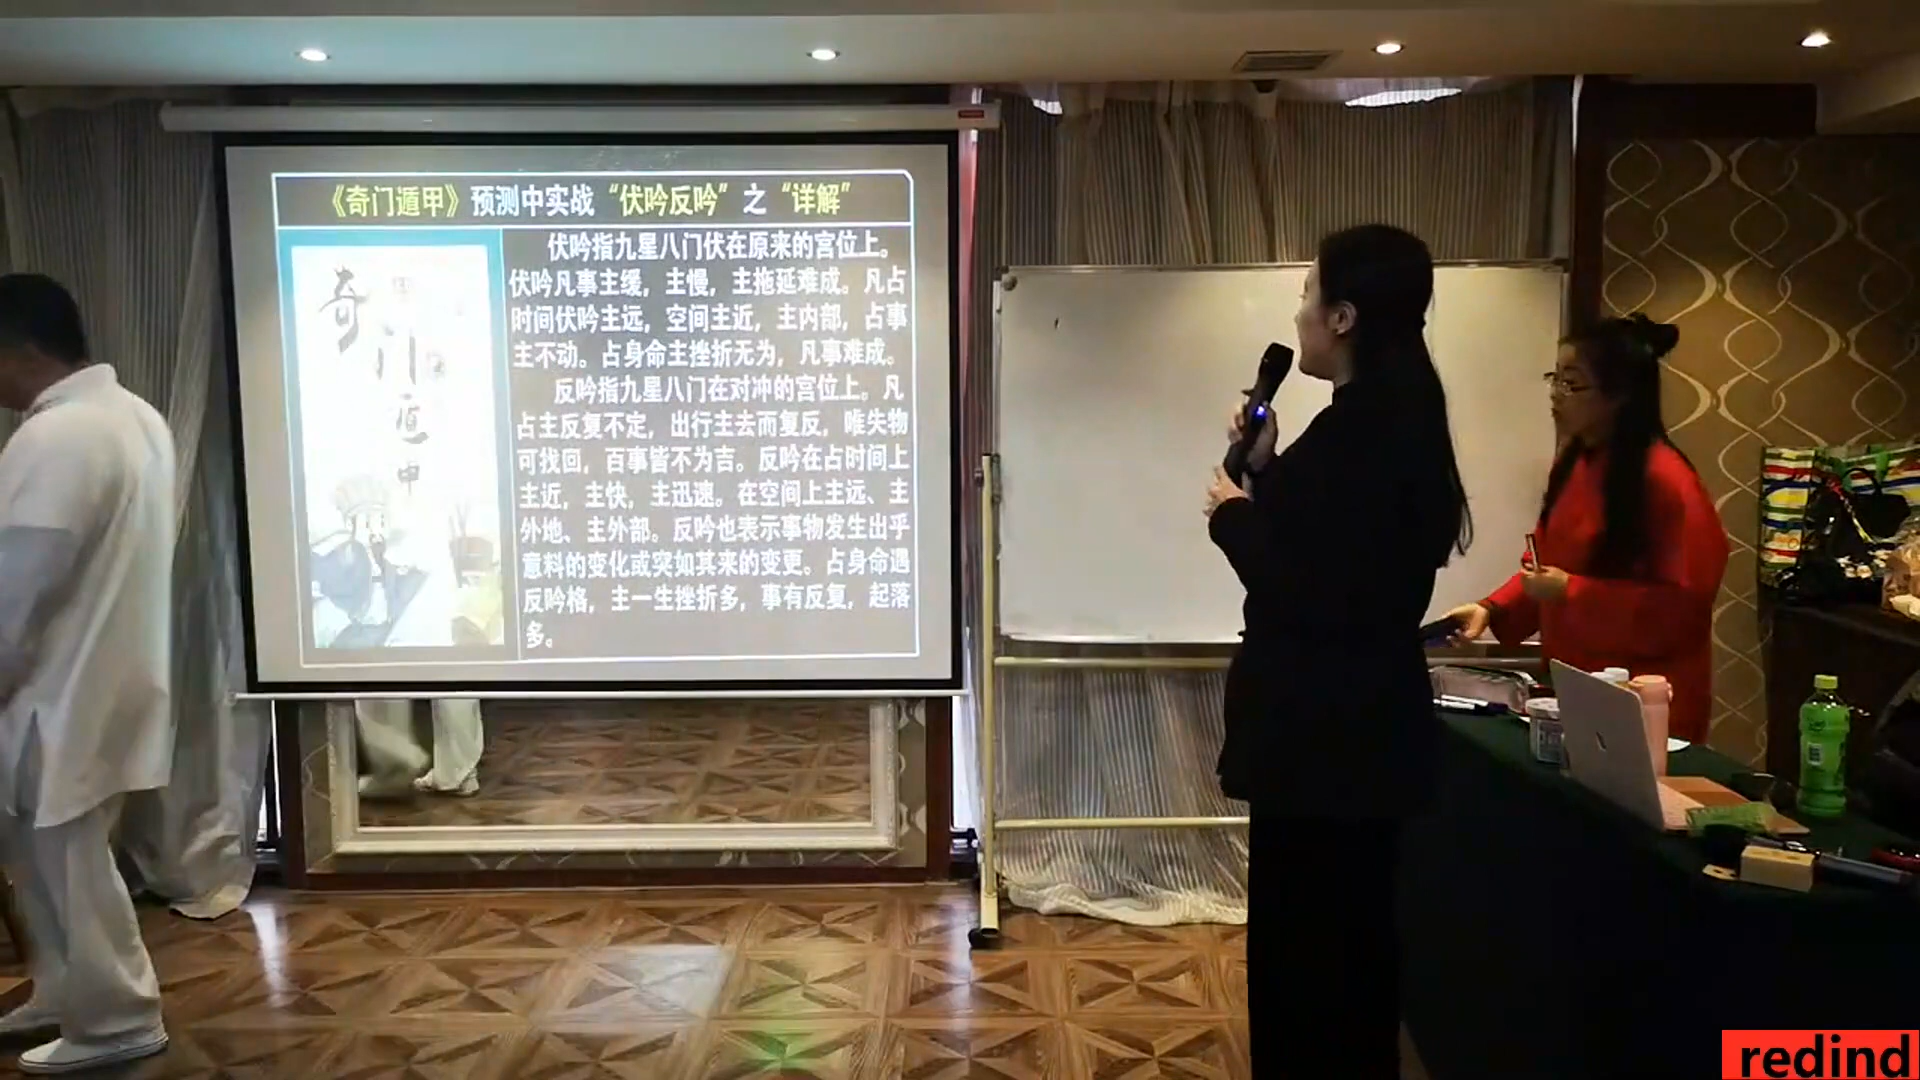 《奇门遁甲》预测中实战“伏吟反吟”之“详解”
伏吟指九星八门伏在原来的宫位上。
伏吟凡事主缓，主慢，主拖延难成。凡占
时间伏吟主远，空间主近，主内部，占事
主不动。占身命主挫折无为，凡事难成。
反吟指九星八门在对冲的宫位上。凡
占主反复不定，出行主去而复反，唯失物
可找回，百事皆不为吉。反吟在占时间上
主近，主快，主迅速。在空间上主远、主
外地、主外部。反吟也表示事物发生出乎
意料的变化或突如其来的变更。占身命遇
反吟格，主一生挫折多，事有反复，起落
多。
奇
门
遁
甲
redind